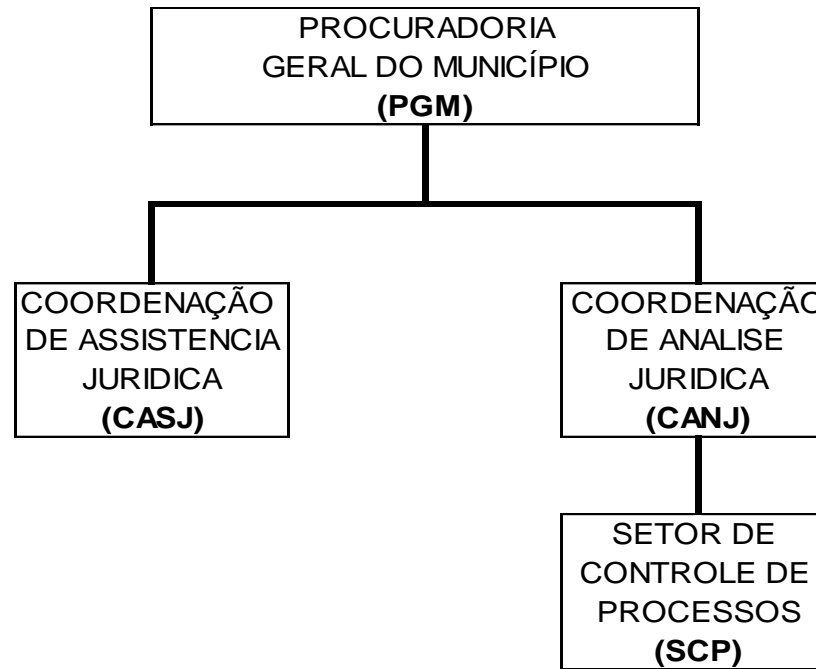 PROCURADORIA
GERAL DO MUNICÍPIO
(PGM)
COORDENAÇÃO
DE ASSISTENCIA
JURIDICA
(CASJ)
COORDENAÇÃO
DE ANALISE
JURIDICA
(CANJ)
SETOR DE
CONTROLE DE
PROCESSOS
(SCP)